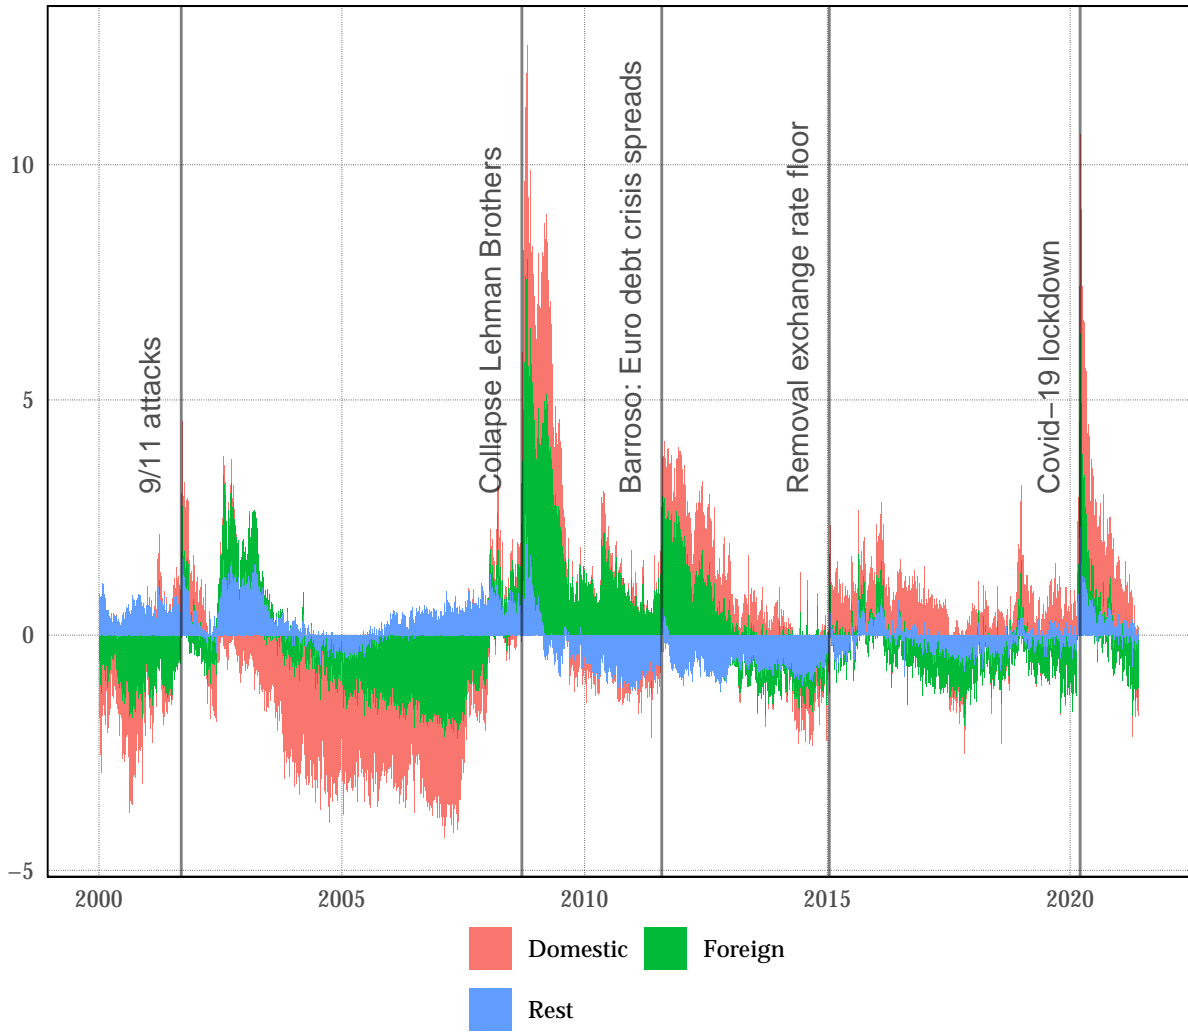 10
5
0
−5
9/11 attacks
Collapse Lehman Brothers
Barroso: Euro debt crisis spreads
Removal exchange rate floor
Covid−19 lockdown
2000
2005
2010
2015
2020
Domestic
Foreign
Rest